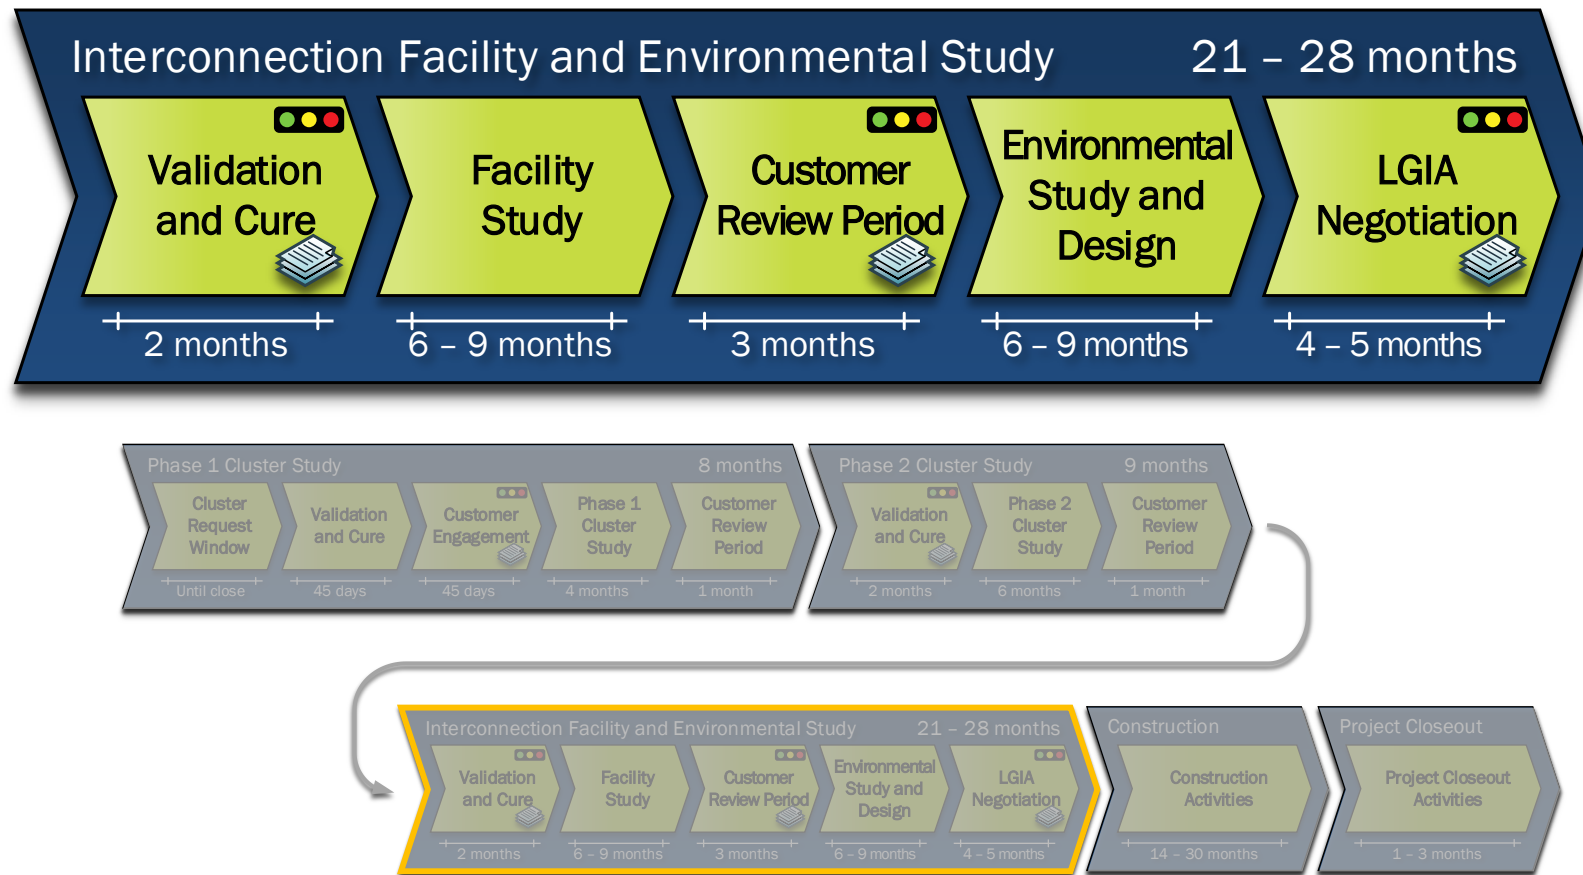 Interconnection Facility and Environmental Study 21 – 28 months
Validation
and Cure
Facility
Study
Customer
Review Period
Environmental
Study and
Design
LGIA
Negotiation
2 months
6 – 9 months
3 months
6 – 9 months
4 – 5 months
Phase 1 Cluster Study 8 months
Cluster
Request
Window
Validation
and Cure
Customer
Engagement
Phase 1
Cluster
Study
Customer
Review
Period
Until close
45 days
45 days
4 months
1 month
Phase 2 Cluster Study 9 months
Validation
and Cure
Phase 2
Cluster
Study
Customer
Review
Period
2 months
6 months
1 month
Interconnection Facility and Environmental Study 21 – 28 months
Validation
and Cure
Facility
Study
Customer
Review Period
Environmental
Study and
Design
LGIA
Negotiation
2 months
6 – 9 months
3 months
6 – 9 months
4 – 5 months
Construction
Construction
Activities
14 – 30 months
Project Closeout
Project Closeout
Activities
1 – 3 months